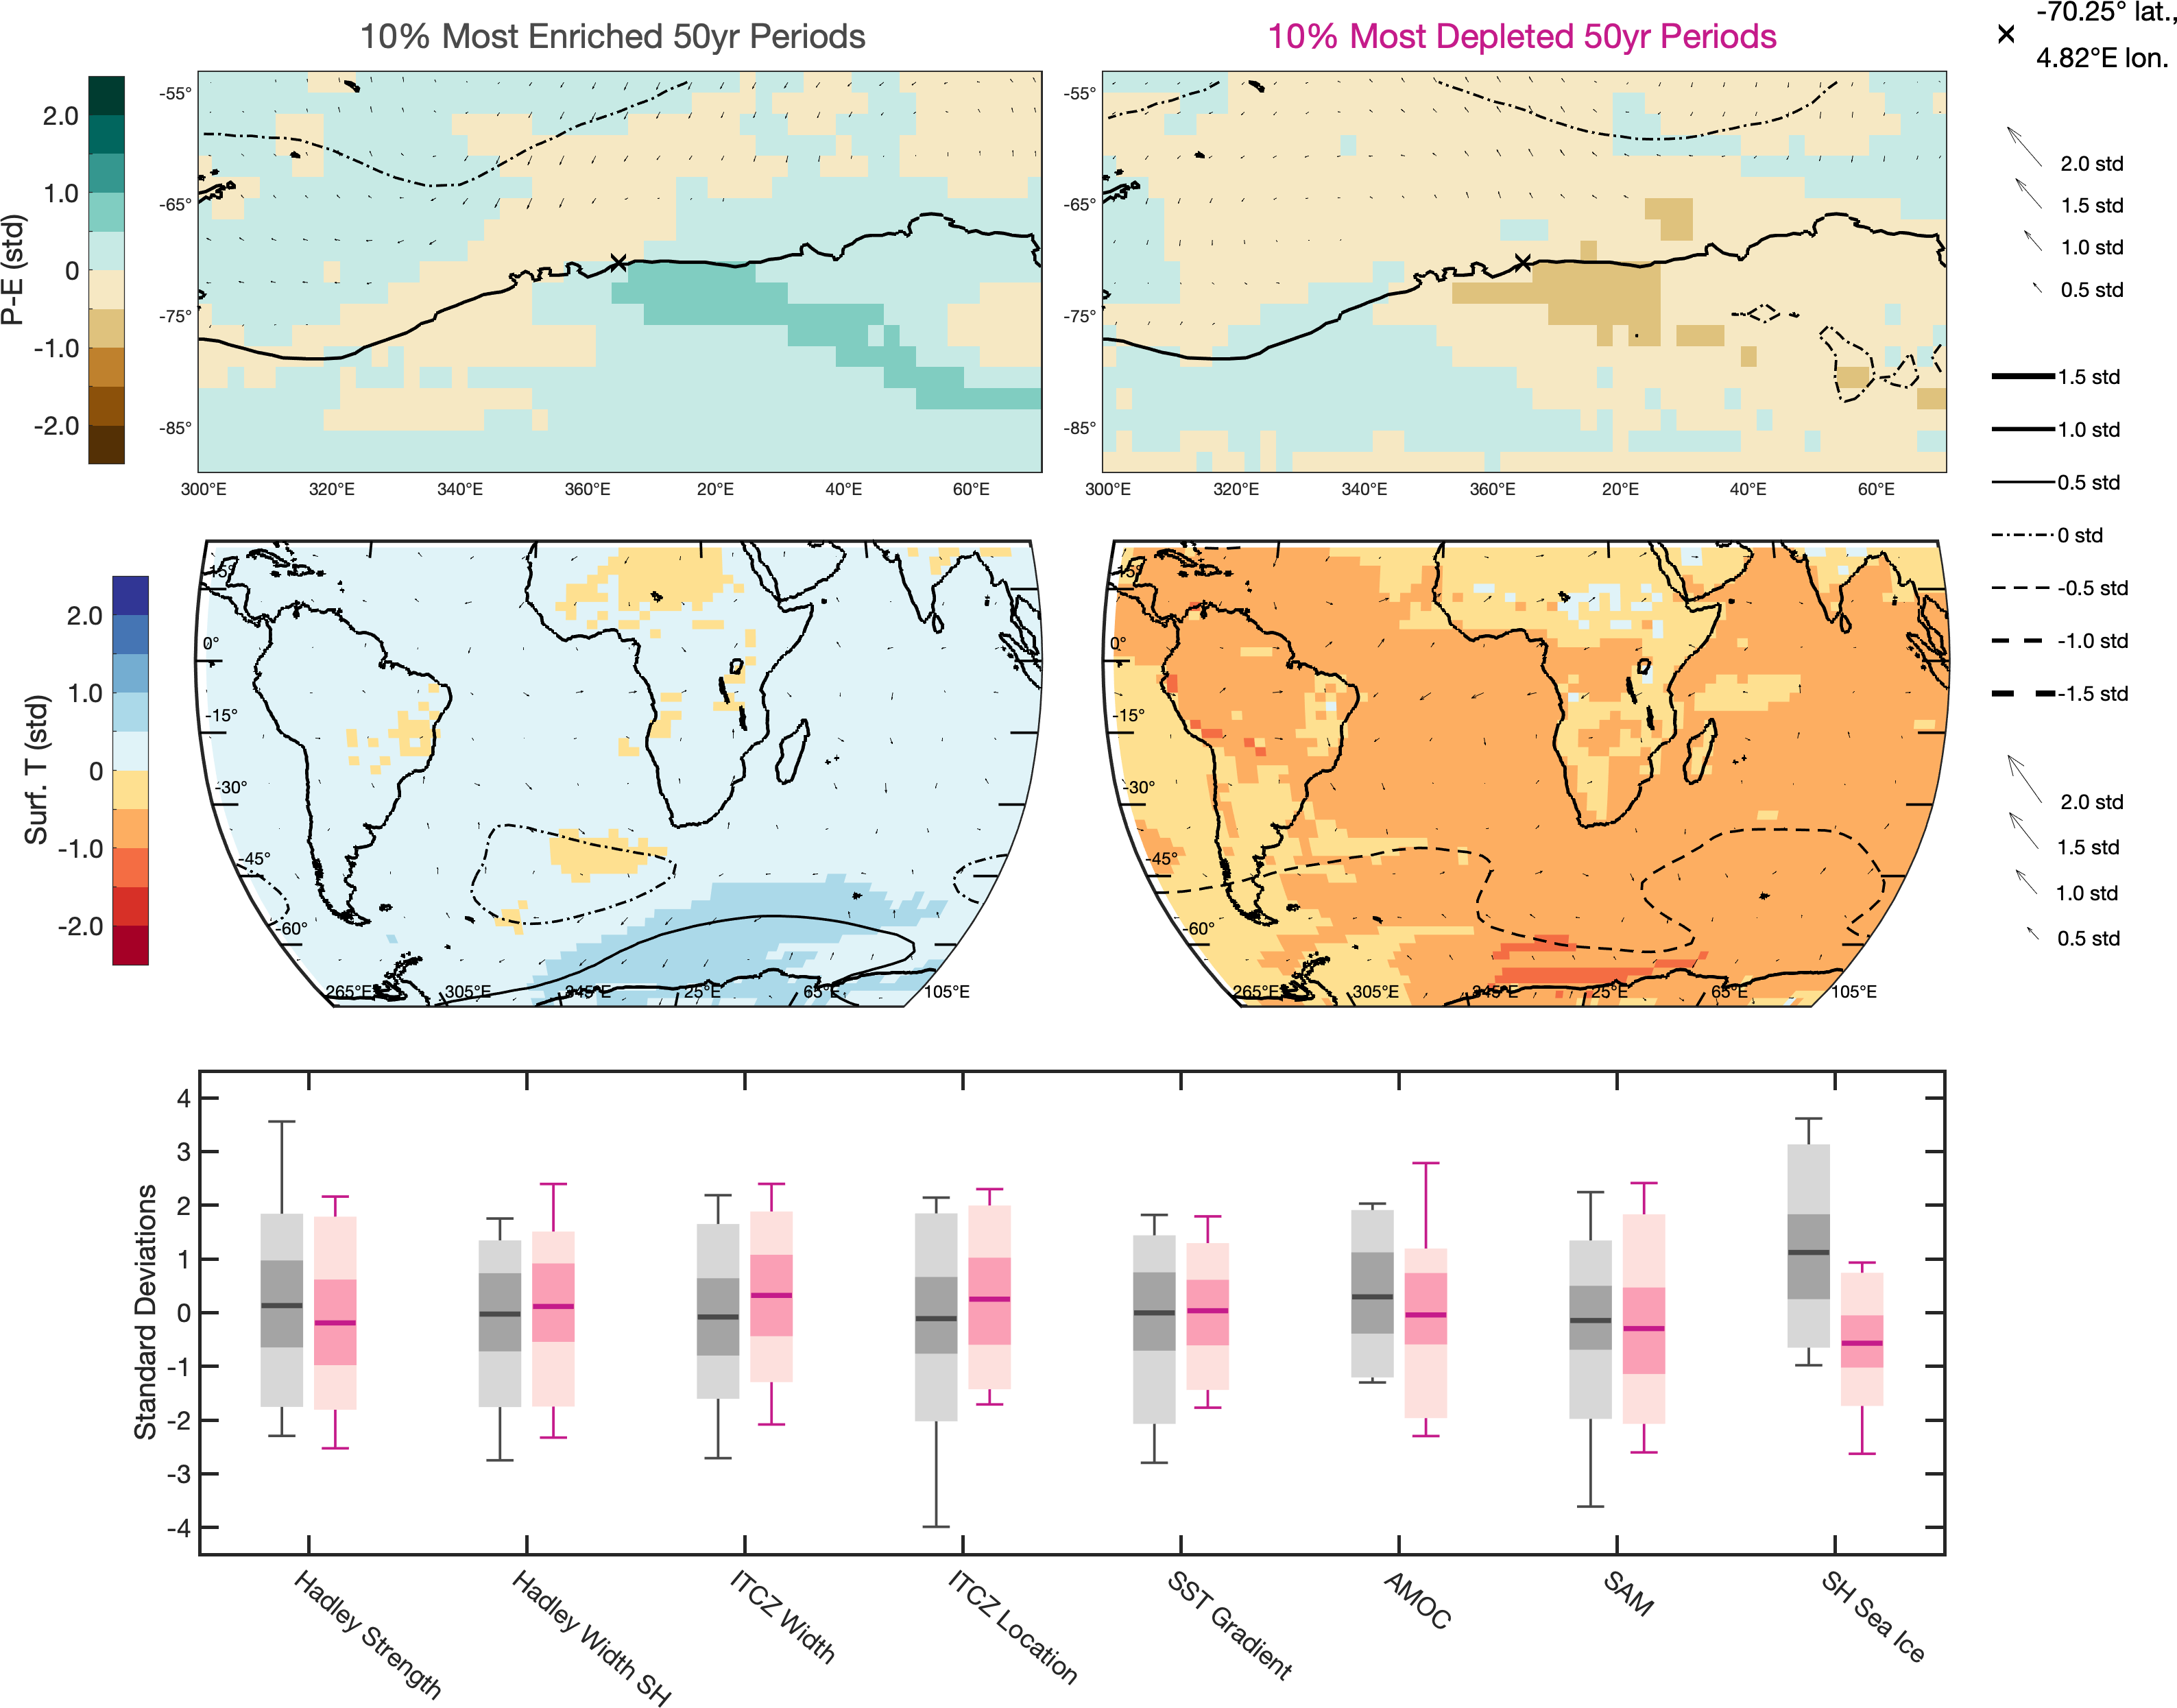 10% Most Enriched 50yr Periods
10% Most Depleted 50yr Periods
-70.25° lat.,
4.82°E lon.
P-E (std)
2.0
1.0
0
-1.0
-2.0
-55°
-65°
-75°
-85°
300°E 320°E 340°E 360°E 20°E 40°E 60°E
-55°
-65°
-75°
-85°
300°E 320°E 340°E 360°E 20°E 40°E 60°E
2.0 std
1.5 std
1.0 std
0.5 std
1.5 std
1.0 std
0.5 std
0 std
-0.5 std
-1.0 std
-1.5 std
2.0 std
1.5 std
1.0 std
0.5 std
Surf. T (std)
2.0
1.0
0
-1.0
-2.0
15°
0°
-15°
-30°
-45°
-60°
265°E 305°E 345°E 25°E 65°E 105°E
15°
0°
-15°
-30°
-45°
-60°
265°E 305°E 345°E 25°E 65°E 105°E
Standard Deviations
4
3
2
1
0
-1
-2
-3
-4
Hadley Strength
Hadley Width SH
ITCZ Width
ITCZ Location
SST Gradient
AMOC
SAM
SH Sea Ice